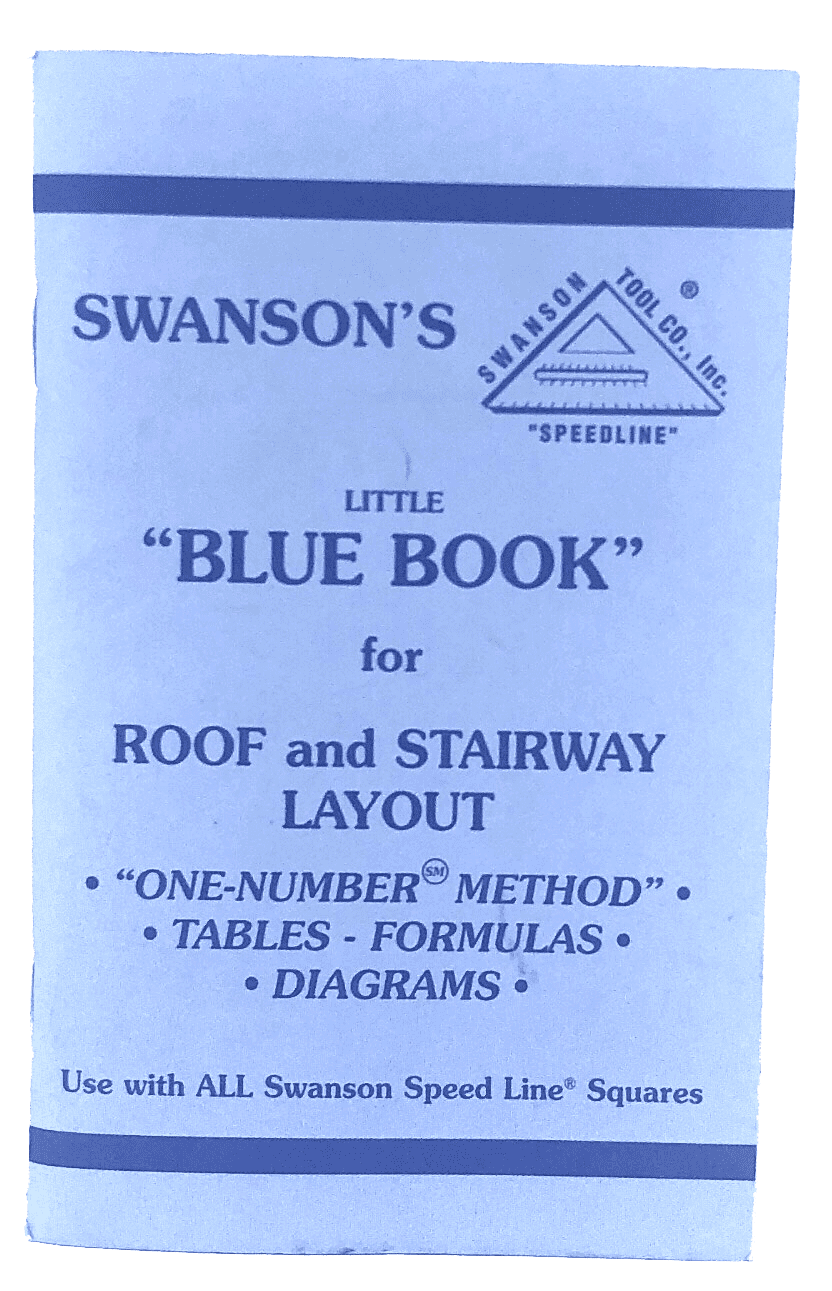 SWANSON'S
SWANSON TOOL CO., Inc. ®
"SPEEDLINE"
LITTLE
“BLUE BOOK”
for
ROOF and STAIRWAY
LAYOUT
• “ONE-NUMBER℠ METHOD” •
• TABLES - FORMULAS •
• DIAGRAMS •
Use with ALL Swanson Speed Line® Squares